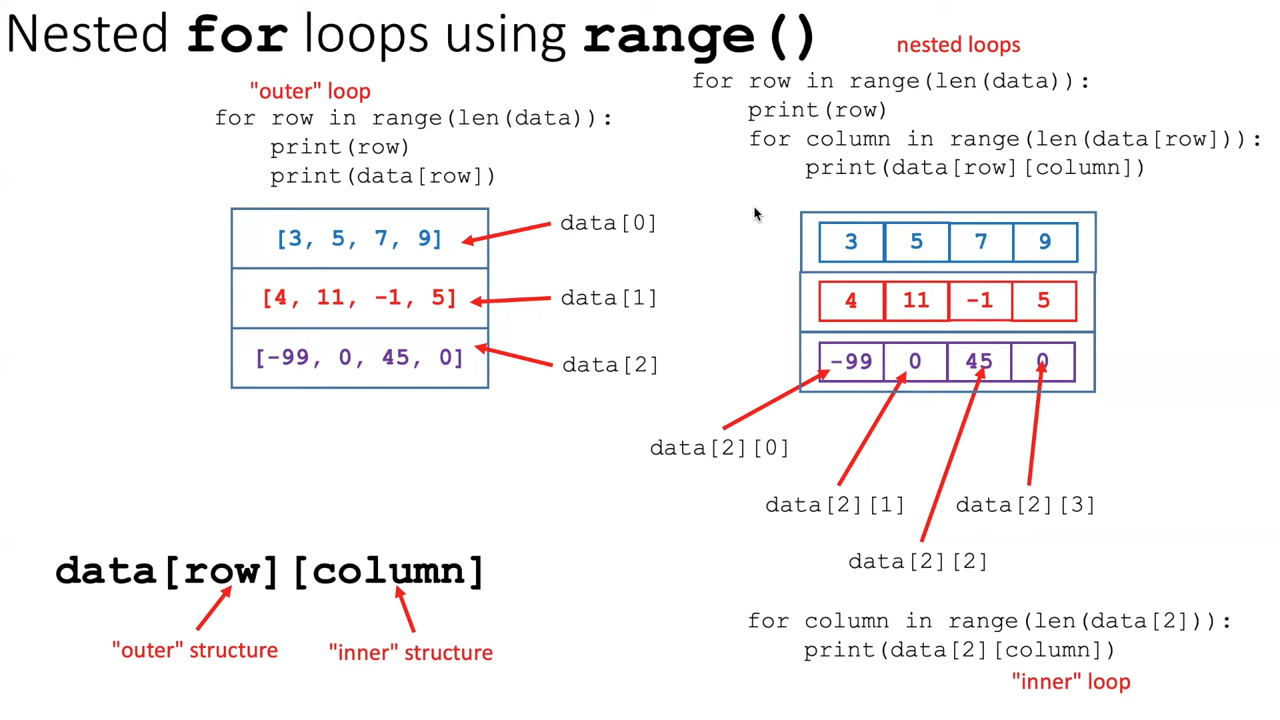 Nested for loops using range()
"outer" loop
for row in range(len(data)):
    print(row)
    print(data[row])
[3, 5, 7, 9]
data[0]
[4, 11, -1, 5]
data[1]
[-99, 0, 45, 0]
data[2]
data[row][column]
"outer" structure
"inner" structure
nested loops
for row in range(len(data)):
    print(row)
    for column in range(len(data[row])):
        print(data[row][column])
3 5 7 9
4 11 -1 5
-99 0 45 0
data[2][0]
data[2][1]
data[2][3]
data[2][2]
for column in range(len(data[2])):
    print(data[2][column])
"inner" loop